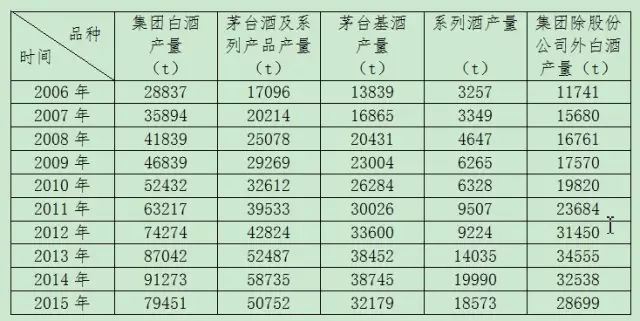 品种 集团白酒 茅台酒及系 茅台基酒 系列酒产量 集团除股份
产量 列产品产量 产量 公司外白酒
时间 （t） （t） （t） （t） 产量（t）
2006 年 28837 17096 13839 3257 11741
2007 年 35894 20214 16865 3349 15680
2008 年 41839 25078 20431 4647 16761
2009 年 46839 29269 23004 6265 17570
2010 年 52432 32612 26284 6328 19820
2011 年 63217 39533 30026 9507 23684
2012 年 74274 42824 33600 9224 31450
2013 年 87042 52487 38452 14035 34555
2014 年 91273 58735 38745 19990 32538
2015 年 79451 50752 32179 18573 28699